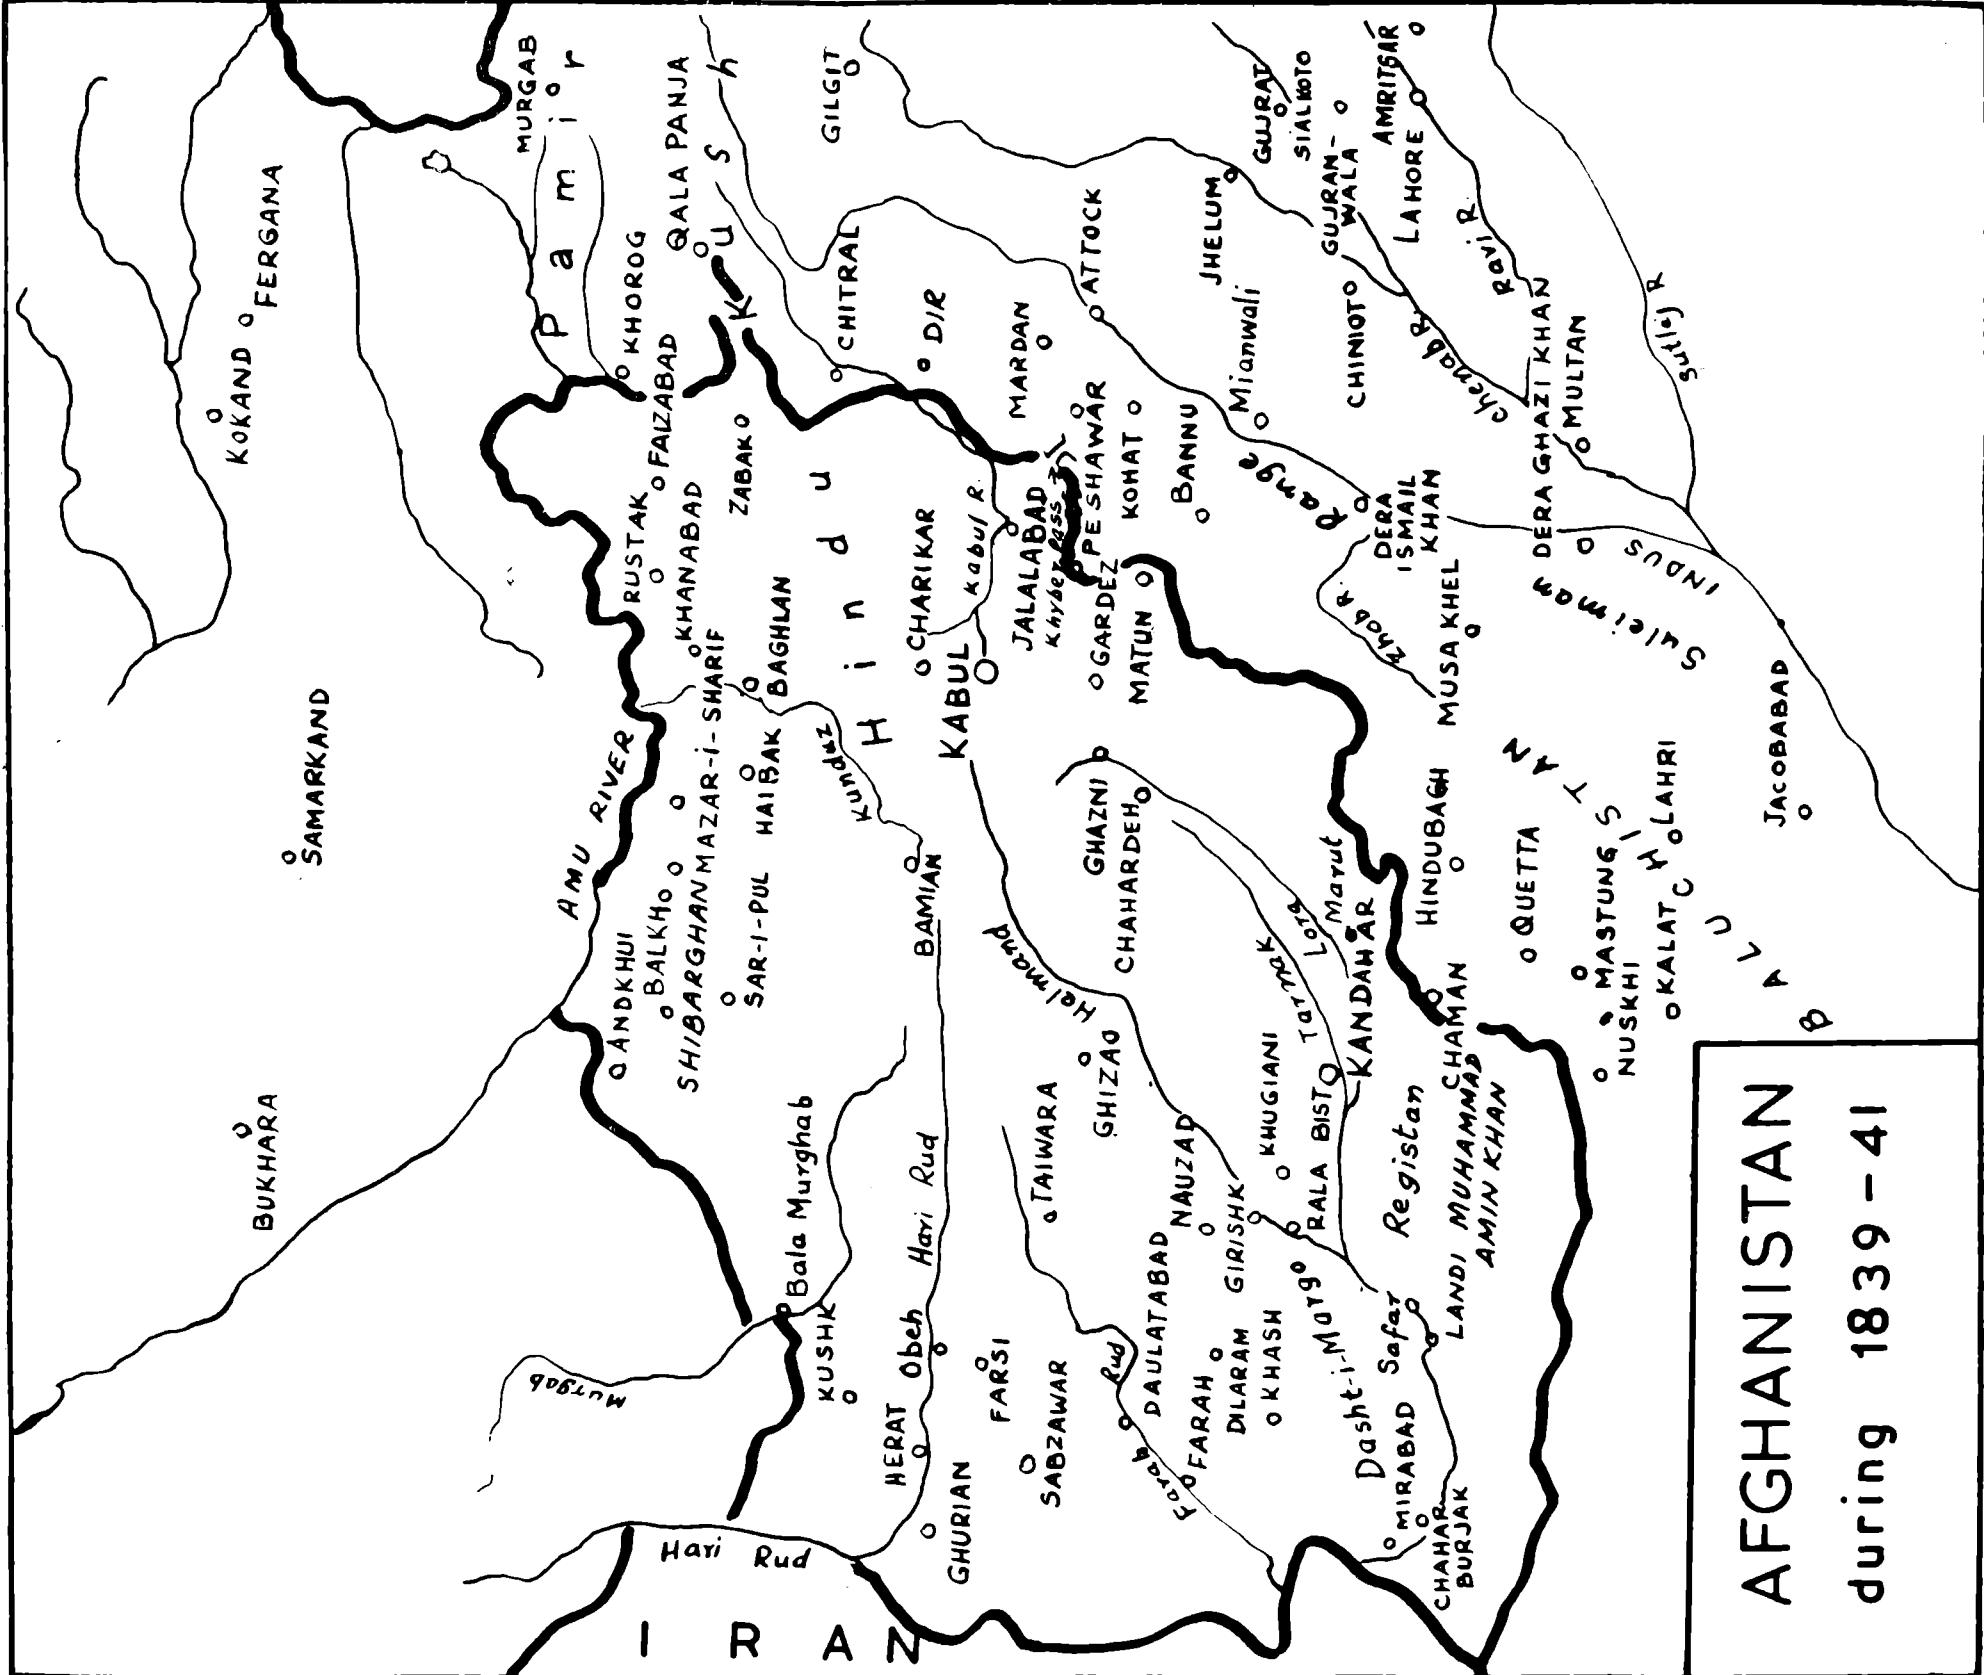 AFGHANISTAN
during 1839-41
BUKHARA
SAMARKAND
KOKAND
FERGANA
MURGAB
Pamir
KHOROG
QALA PANJA
GILGIT
AMU RIVER
ANDKHUI
BALKH
SHIBARGHAN
MAZAR-I-SHARIF
KHANABAD
RUSTAK
FAIZABAD
ZABAK
SAR-I-PUL
HAIBAK
BAGHLAN
Kunduz
Hindu
Kush
CHITRAL
DIR
MARDAN
ATTOCK
Murgab
Bala Murghab
KUSHK
BAMIAN
CHARIKAR
KABUL
Kabul R.
JALALABAD
Khyber Pass
PESHAWAR
KOHAT
BANNU
Mianwali
JHELUM
GUJRAT
SIALKOTO
GUJRAN-
WALA
AMRITSAR
LAHORE
Ravi R
CHINIOT
Chenab R
Sutlej R
Hari Rud
HERAT
Obeh
Hari Rud
GHURIAN
FARSI
SABZAWAR
TAIWARA
GHIZAO
Helmand
GHAZNI
CHAHARDEH
GARDEZ
MATUN
Range
DERA
ISMAIL
KHAN
DERA GHAZI KHAN
MULTAN
Zhob R
MUSA KHEL
Suleiman
INDUS
IRAN
Farah
Rud
DAULATABAD
NAUZAD
FARAH
DILARAM
GIRISHK
KHASH
KHUGIANI
RALA BIST
Tarnak
Lora
Marut
KANDAHAR
HINDUBAGH
Dasht-i-Margo
Registan
Safar
MIRABAD
CHAHAR
BURJAK
LANDI MUHAMMAD
AMIN KHAN
CHAMAN
QUETTA
MASTUNG
NUSKHI
KALAT
LAHRI
BALUCHISTAN
JACOBABAD